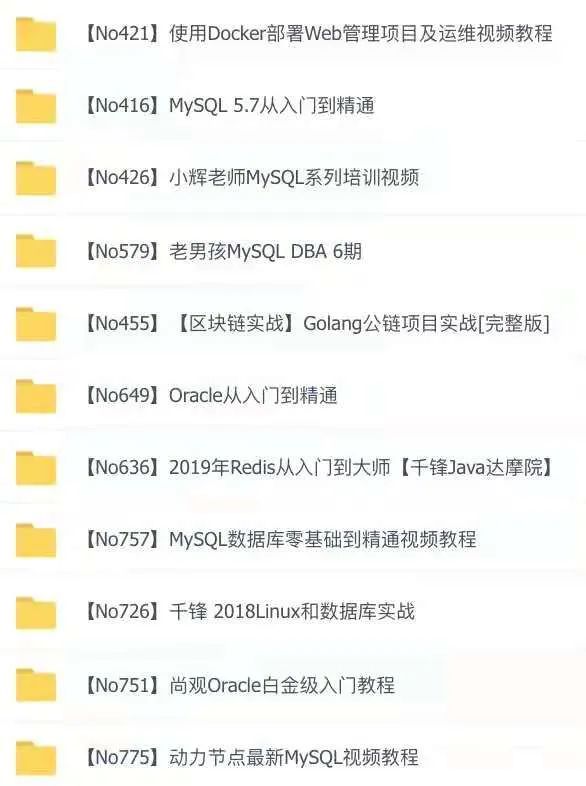 【No421】使用Docker部署Web管理项目及运维视频教程
【No416】MySQL 5.7从入门到精通
【No426】小辉老师MySQL系列培训视频
【No579】老男孩MySQL DBA 6期
【No455】【区块链实战】Golang公链项目实战[完整版]
【No649】Oracle从入门到精通
【No636】2019年Redis从入门到大师【千锋Java达摩院】
【No757】MySQL数据库零基础到精通视频教程
【No726】千锋 2018Linux和数据库实战
【No751】尚观Oracle白金级入门教程
【No775】动力节点最新MySQL视频教程